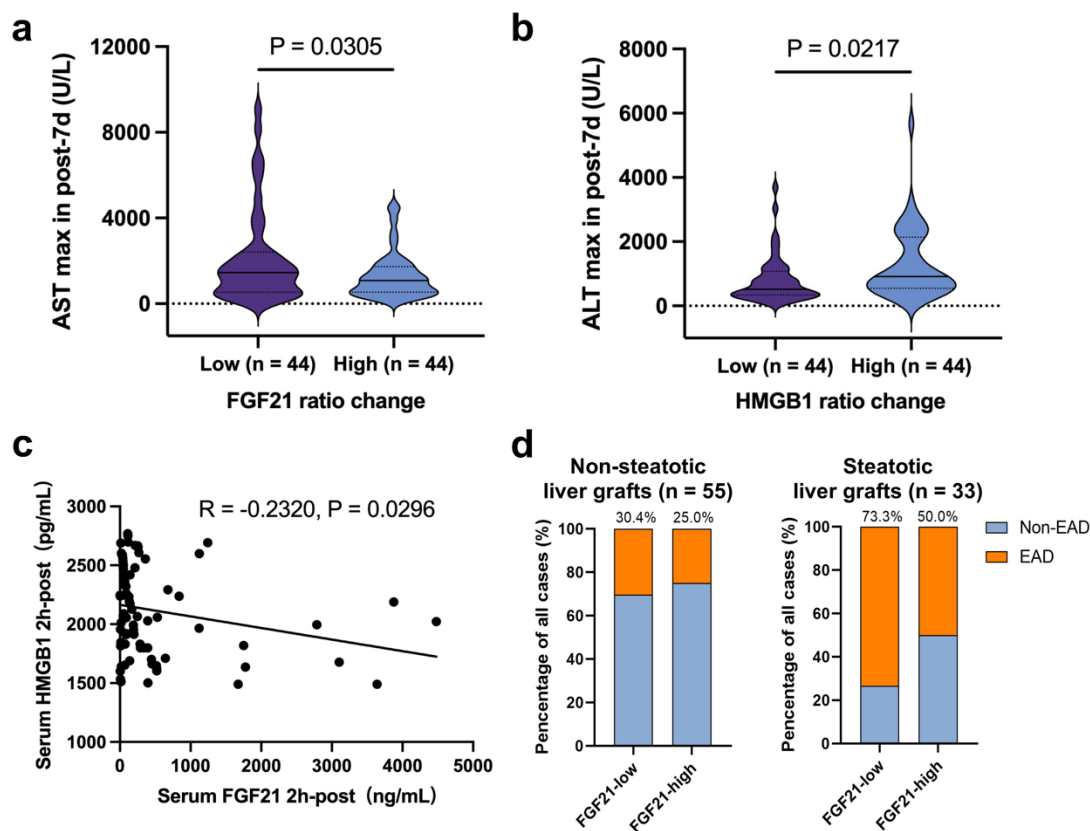 a
12000
8000
4000
0
AST max in post-7d (U/L)
P = 0.0305
Low (n = 44) High (n = 44)
FGF21 ratio change
b
8000
6000
4000
2000
0
ALT max in post-7d (U/L)
P = 0.0217
Low (n = 44) High (n = 44)
HMGB1 ratio change
c
3000
2500
2000
1500
1000
Serum HMGB1 2h-post (pg/mL)
R = -0.2320, P = 0.0296
0 1000 2000 3000 4000 5000
Serum FGF21 2h-post (ng/mL)
d
Non-steatotic
liver grafts (n = 55)
Pencentage of all cases (%)
100
80
60
40
20
0
30.4% 25.0%
FGF21-low FGF21-high
Steatotic
liver grafts (n = 33)
Pencentage of all cases (%)
100
80
60
40
20
0
73.3% 50.0%
FGF21-low FGF21-high
Non-EAD
EAD